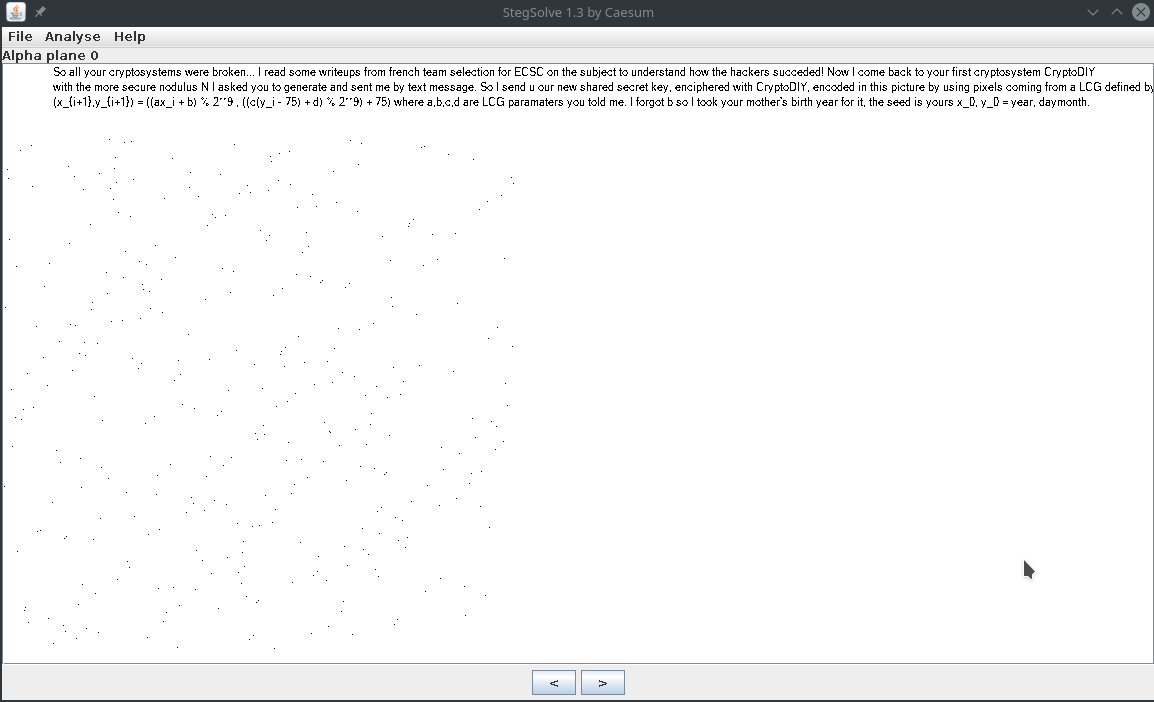 StegSolve 1.3 by Caesum
File Analyse Help
Alpha plane 0
So all your cryptosystems were broken... I read some writeups from french team selection for ECSC on the subject to understand how the hackers succeded! Now I come back to your first cryptosystem CryptoDIY
with the more secure nodulus N I asked you to generate and sent me by text message. So I send u our new shared secret key, enciphered with CryptoDIY, encoded in this picture by using pixels coming from a LCG defined by
(x_{i+1},y_{i+1}) = ((ax_i + b) % 2**9 , ((c(y_i - 75) + d) % 2**9) + 75) where a,b,c,d are LCG paramaters you told me. I forgot b so I took your mother's birth year for it, the seed is yours x_0, y_0 = year, daymonth.
< >